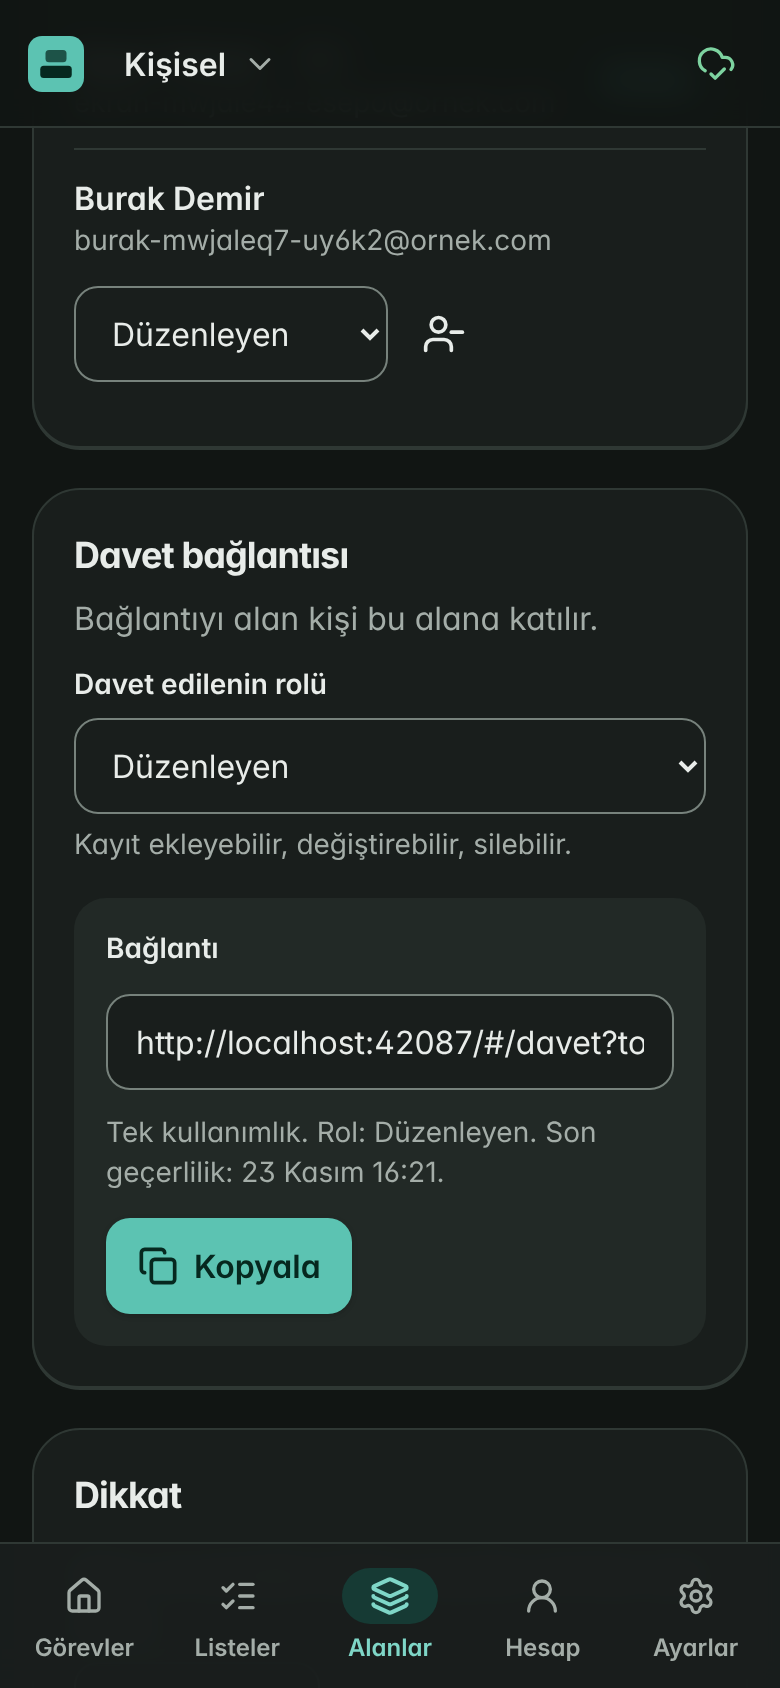 Kişisel
Burak Demir
burak-mwjaleq7-uy6k2@ornek.com
Düzenleyen
Davet bağlantısı
Bağlantıyı alan kişi bu alana katılır.
Davet edilenin rolü
Düzenleyen
Kayıt ekleyebilir, değiştirebilir, silebilir.
Bağlantı
http://localhost:42087/#/davet?to
Tek kullanımlık. Rol: Düzenleyen. Son
geçerlilik: 23 Kasım 16:21.
Kopyala
Dikkat
Görevler
Listeler
Alanlar
Hesap
Ayarlar